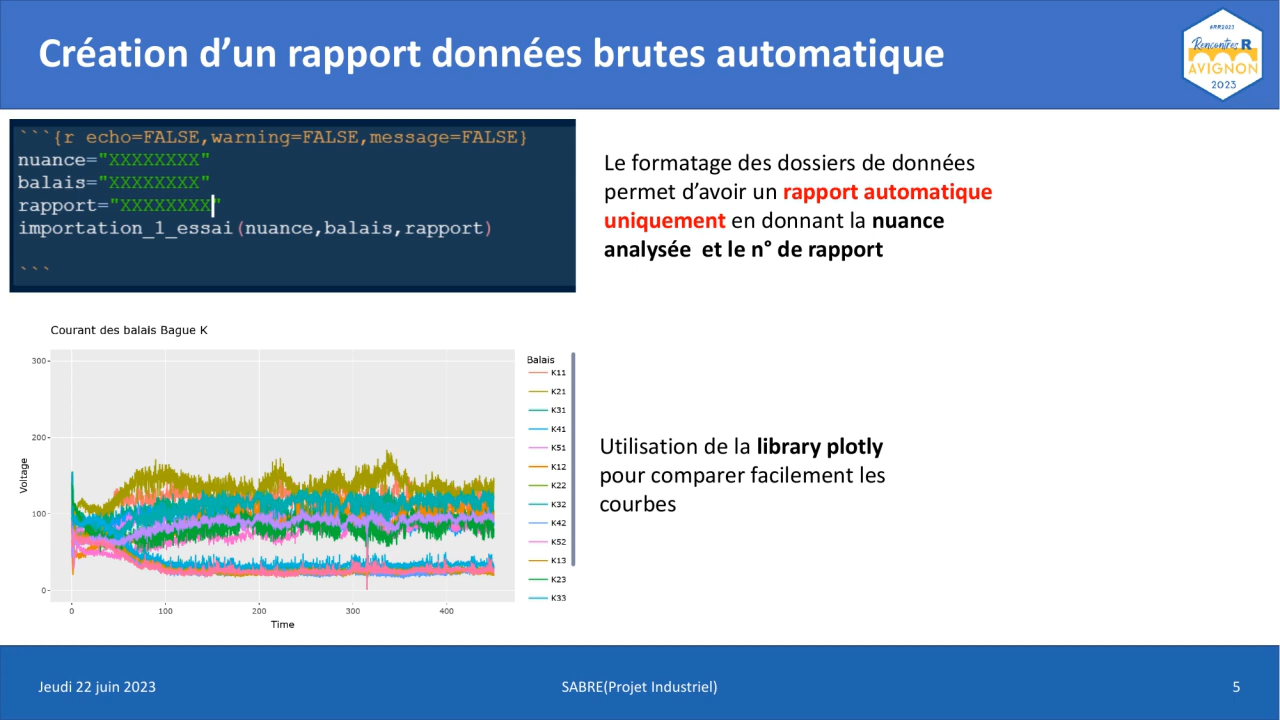 Création d’un rapport données brutes automatique
#RR2023
Rencontres R
AVIGNON
2023
```{r echo=FALSE,warning=FALSE,message=FALSE}
nuance="XXXXXXXX"
balais="XXXXXXXX"
rapport="XXXXXXXX"
importation_1_essai(nuance,balais,rapport)
```
Le formatage des dossiers de données
permet d’avoir un rapport automatique
uniquement en donnant la nuance
analysée et le n° de rapport
Courant des balais Bague K
300
200
100
0
Voltage
0 100 200 300 400
Time
Balais
K11
K21
K31
K41
K51
K12
K22
K32
K42
K52
K13
K23
K33
Utilisation de la library plotly
pour comparer facilement les
courbes
Jeudi 22 juin 2023
SABRE(Projet Industriel)
5